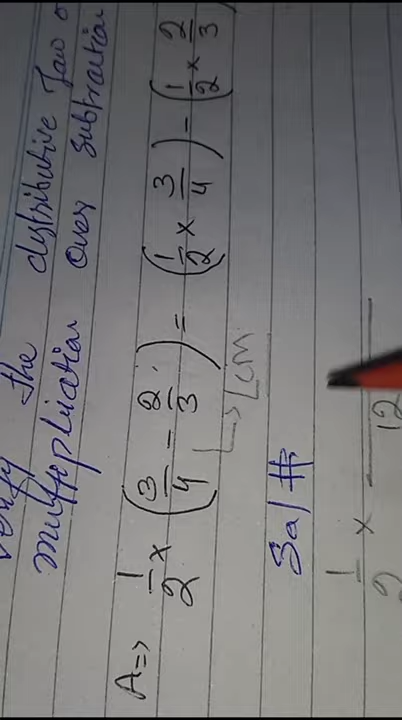 Verify the distributive law o
multiplication over subtraction
A=> 1/2 × (3/4 - 2/3) = (1/2 × 3/4) - (1/2 × 2/3)
↳ LCM
Sol #
1/2 × /12